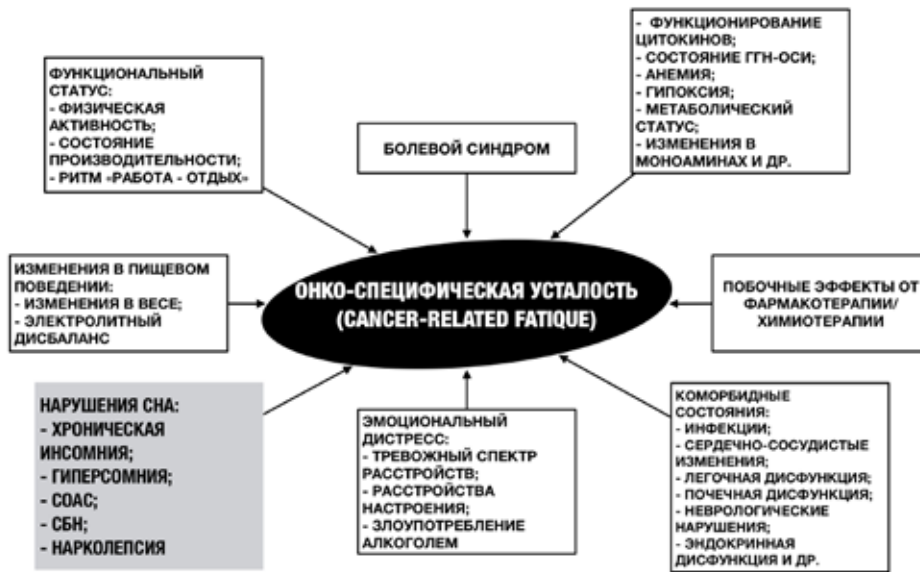 ФУНКЦИОНАЛЬНЫЙ
СТАТУС:
- ФИЗИЧЕСКАЯ
АКТИВНОСТЬ;
- СОСТОЯНИЕ
ПРОИЗВОДИТЕЛЬНОСТИ;
- РИТМ «РАБОТА - ОТДЫХ»
БОЛЕВОЙ СИНДРОМ
- ФУНКЦИОНИРОВАНИЕ
ЦИТОКИНОВ;
- СОСТОЯНИЕ ГГН-ОСИ;
- АНЕМИЯ;
- ГИПОКСИЯ;
- МЕТАБОЛИЧЕСКИЙ
СТАТУС;
- ИЗМЕНЕНИЯ В
МОНОАМИНАХ И ДР.
ИЗМЕНЕНИЯ В ПИЩЕВОМ
ПОВЕДЕНИИ:
- ИЗМЕНЕНИЯ В ВЕСЕ;
- ЭЛЕКТРОЛИТНЫЙ
ДИСБАЛАНС
ОНКО-СПЕЦИФИЧЕСКАЯ УСТАЛОСТЬ
(CANCER-RELATED FATIQUE)
ПОБОЧНЫЕ ЭФФЕКТЫ ОТ
ФАРМАКОТЕРАПИИ/
ХИМИОТЕРАПИИ
НАРУШЕНИЯ СНА:
- ХРОНИЧЕСКАЯ
ИНСОМНИЯ;
- ГИПЕРСОМНИЯ;
- СОАС;
- СБН;
- НАРКОЛЕПСИЯ
ЭМОЦИОНАЛЬНЫЙ
ДИСТРЕСС:
- ТРЕВОЖНЫЙ СПЕКТР
РАССТРОЙСТВ;
- РАССТРОЙСТВА
НАСТРОЕНИЯ;
- ЗЛОУПОТРЕБЛЕНИЕ
АЛКОГОЛЕМ
КОМОРБИДНЫЕ
СОСТОЯНИЯ:
- ИНФЕКЦИИ;
- СЕРДЕЧНО-СОСУДИСТЫЕ
ИЗМЕНЕНИЯ;
- ЛЕГОЧНАЯ ДИСФУНКЦИЯ;
- ПОЧЕЧНАЯ ДИСФУНКЦИЯ;
- НЕВРОЛОГИЧЕСКИЕ
НАРУШЕНИЯ;
- ЭНДОКРИННАЯ
ДИСФУНКЦИЯ И ДР.